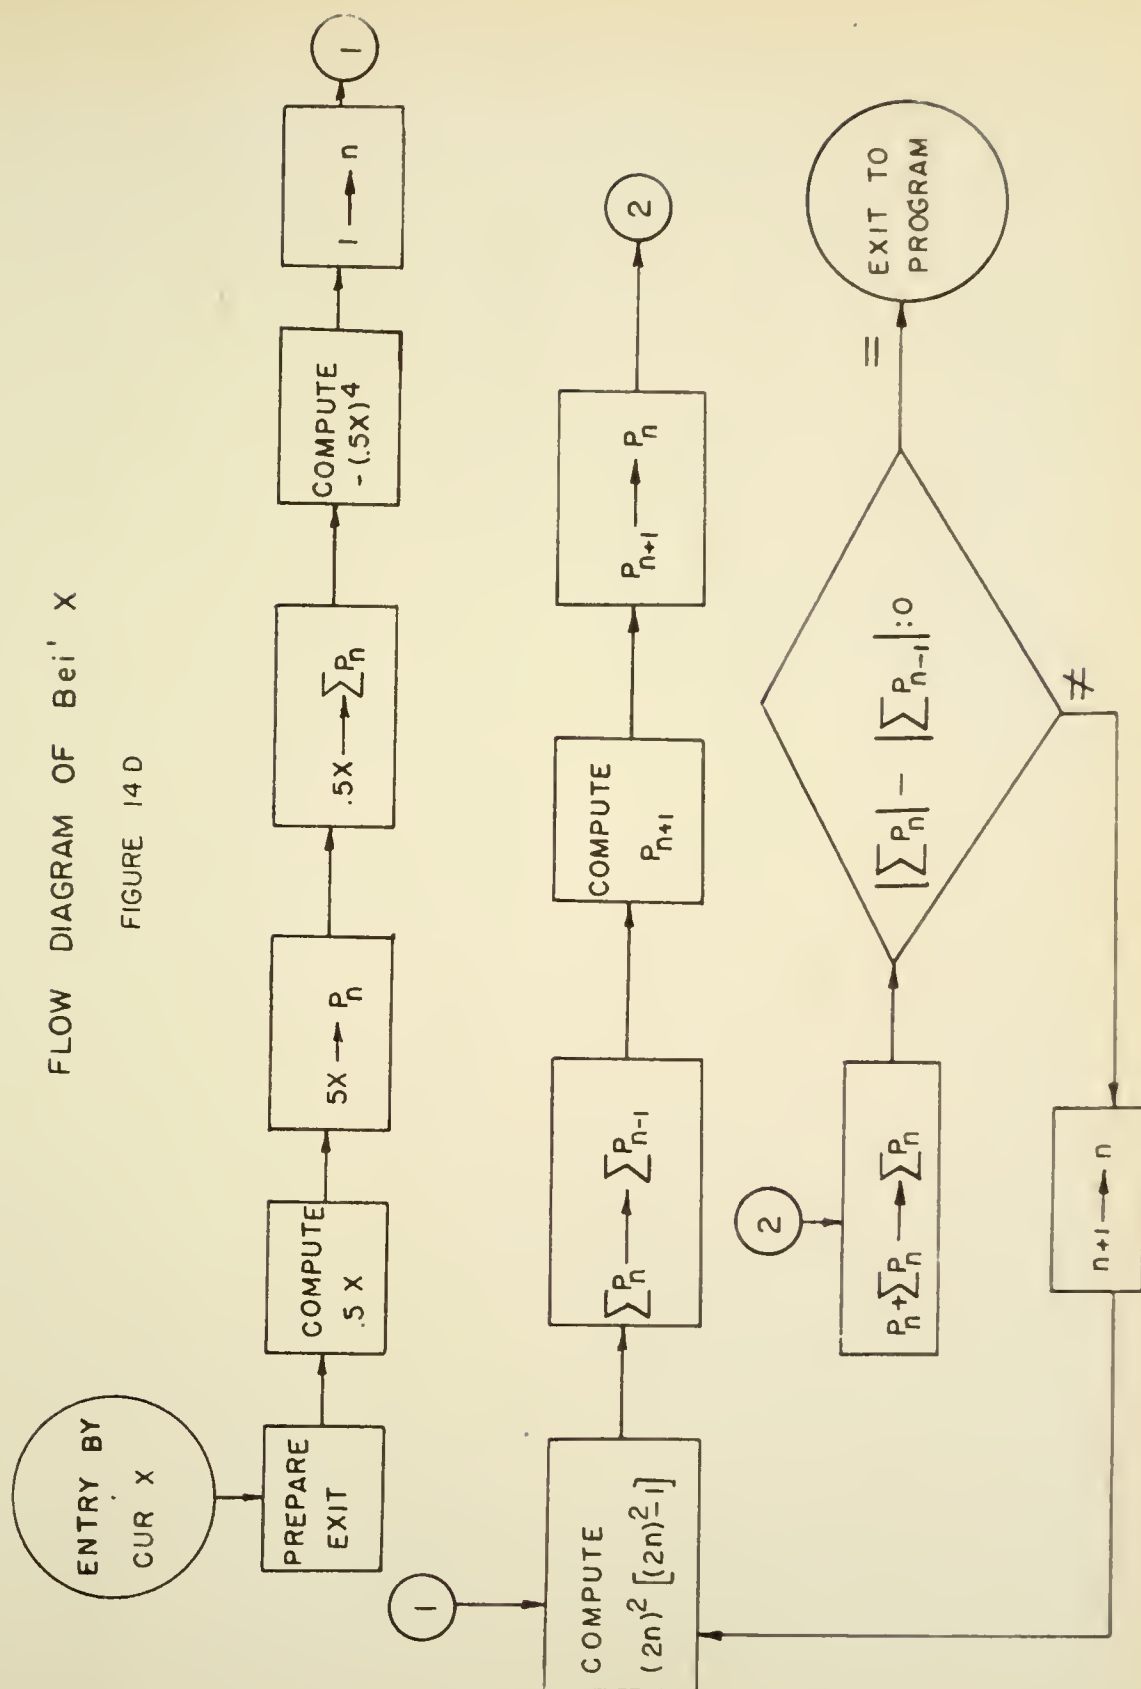 FLOW DIAGRAM OF Bei' X
FIGURE 14D
ENTRY BY
CUR X
PREPARE
EXIT
COMPUTE
.5 X
5X → Pn
.5X → ∑Pn
COMPUTE
-(.5X)⁴
1 → n
1
1
COMPUTE
(2n)² [(2n)²-1]
∑Pn → ∑Pn-1
COMPUTE
Pn+1
Pn+1 → Pn
2
2
Pn+∑Pn → ∑Pn
|∑Pn| - |∑Pn-1|:0
=
EXIT TO
PROGRAM
≠
n+1 → n